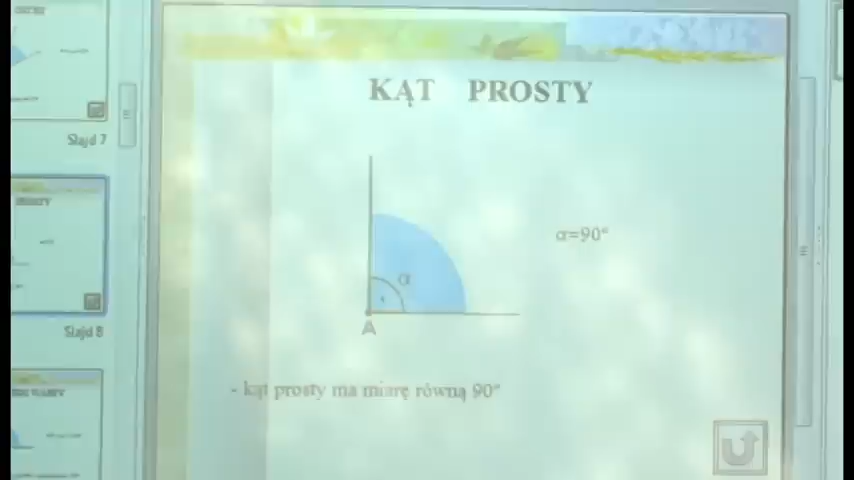 KĄT PROSTY
α=90°
α
A
- kąt prosty ma miarę równą 90°
Slajd 7
Slajd 8